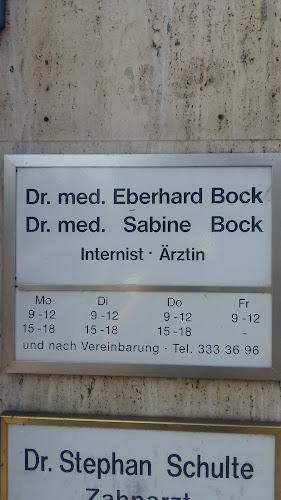 Dr. med. Eberhard Bock
Dr. med. Sabine Bock
Internist · Ärztin
Mo Di Do Fr
9-12 9-12 9-12 9-12
15-18 15-18 15-18 -
und nach Vereinbarung · Tel. 333 36 96
Dr. Stephan Schulte
Zahnarzt